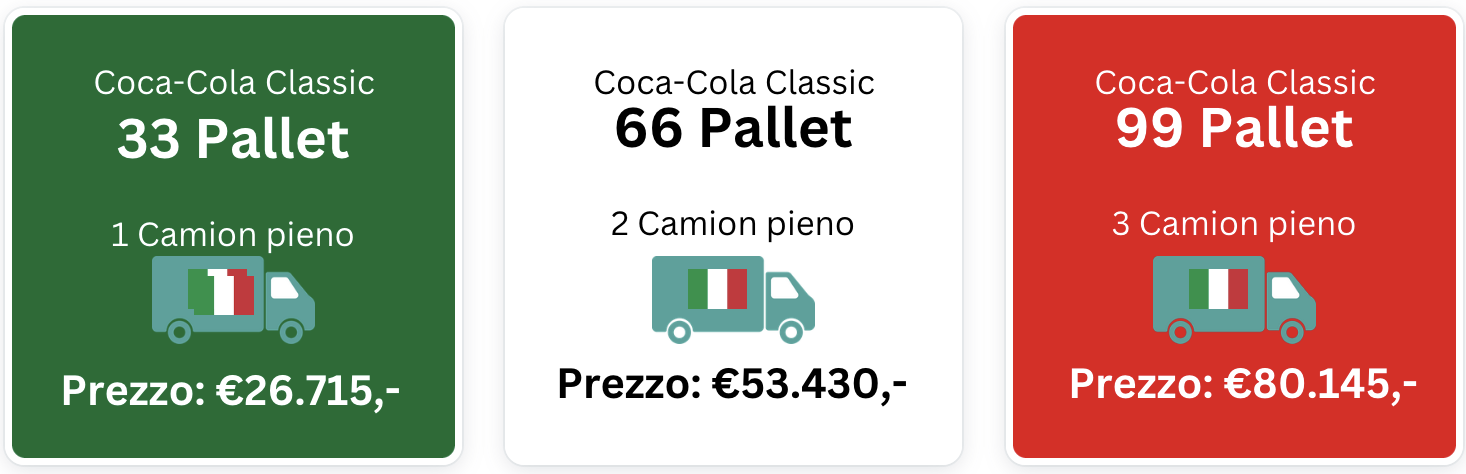 Coca-Cola Classic
33 Pallet
1 Camion pieno
Prezzo: €26.715,-
Coca-Cola Classic
66 Pallet
2 Camion pieno
Prezzo: €53.430,-
Coca-Cola Classic
99 Pallet
3 Camion pieno
Prezzo: €80.145,-